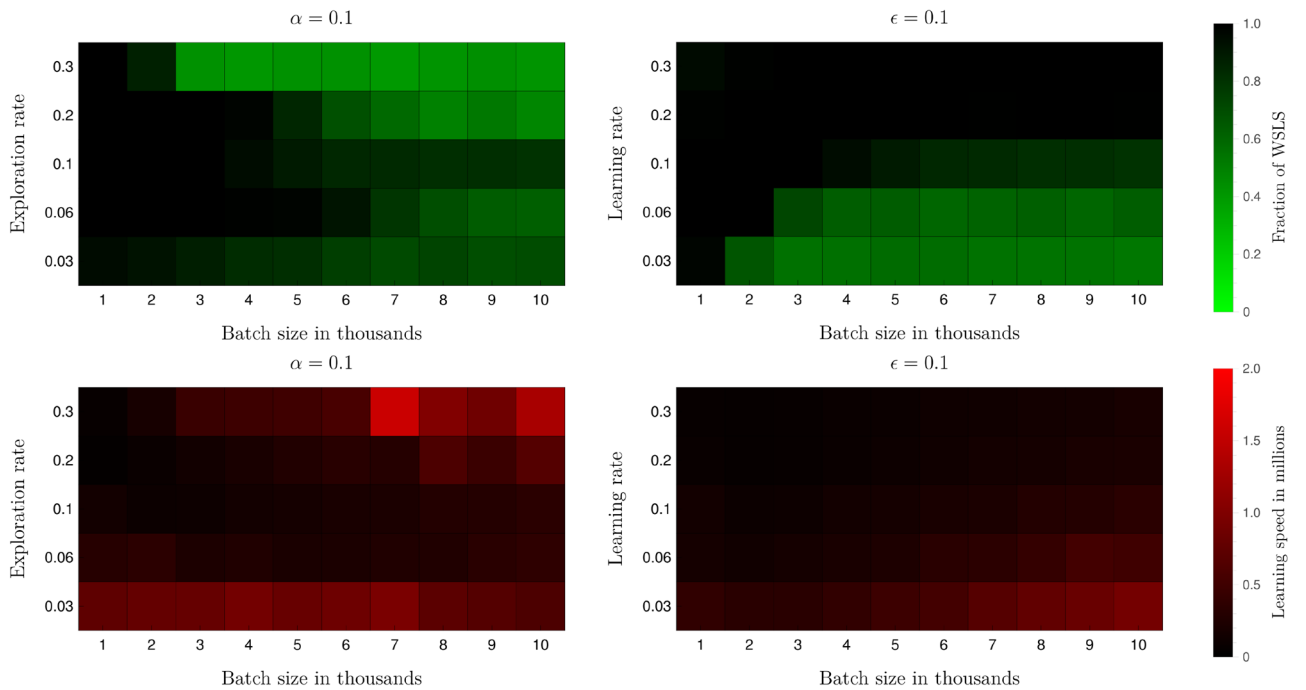 α = 0.1
ϵ = 0.1
Exploration rate
0.3
0.2
0.1
0.06
0.03
1 2 3 4 5 6 7 8 9 10
Batch size in thousands
Learning rate
0.3
0.2
0.1
0.06
0.03
1 2 3 4 5 6 7 8 9 10
Batch size in thousands
1.0
0.8
0.6
0.4
0.2
0
Fraction of WSLS
α = 0.1
ϵ = 0.1
Exploration rate
0.3
0.2
0.1
0.06
0.03
1 2 3 4 5 6 7 8 9 10
Batch size in thousands
Learning rate
0.3
0.2
0.1
0.06
0.03
1 2 3 4 5 6 7 8 9 10
Batch size in thousands
2.0
1.5
1.0
0.5
0
Learning speed in millions